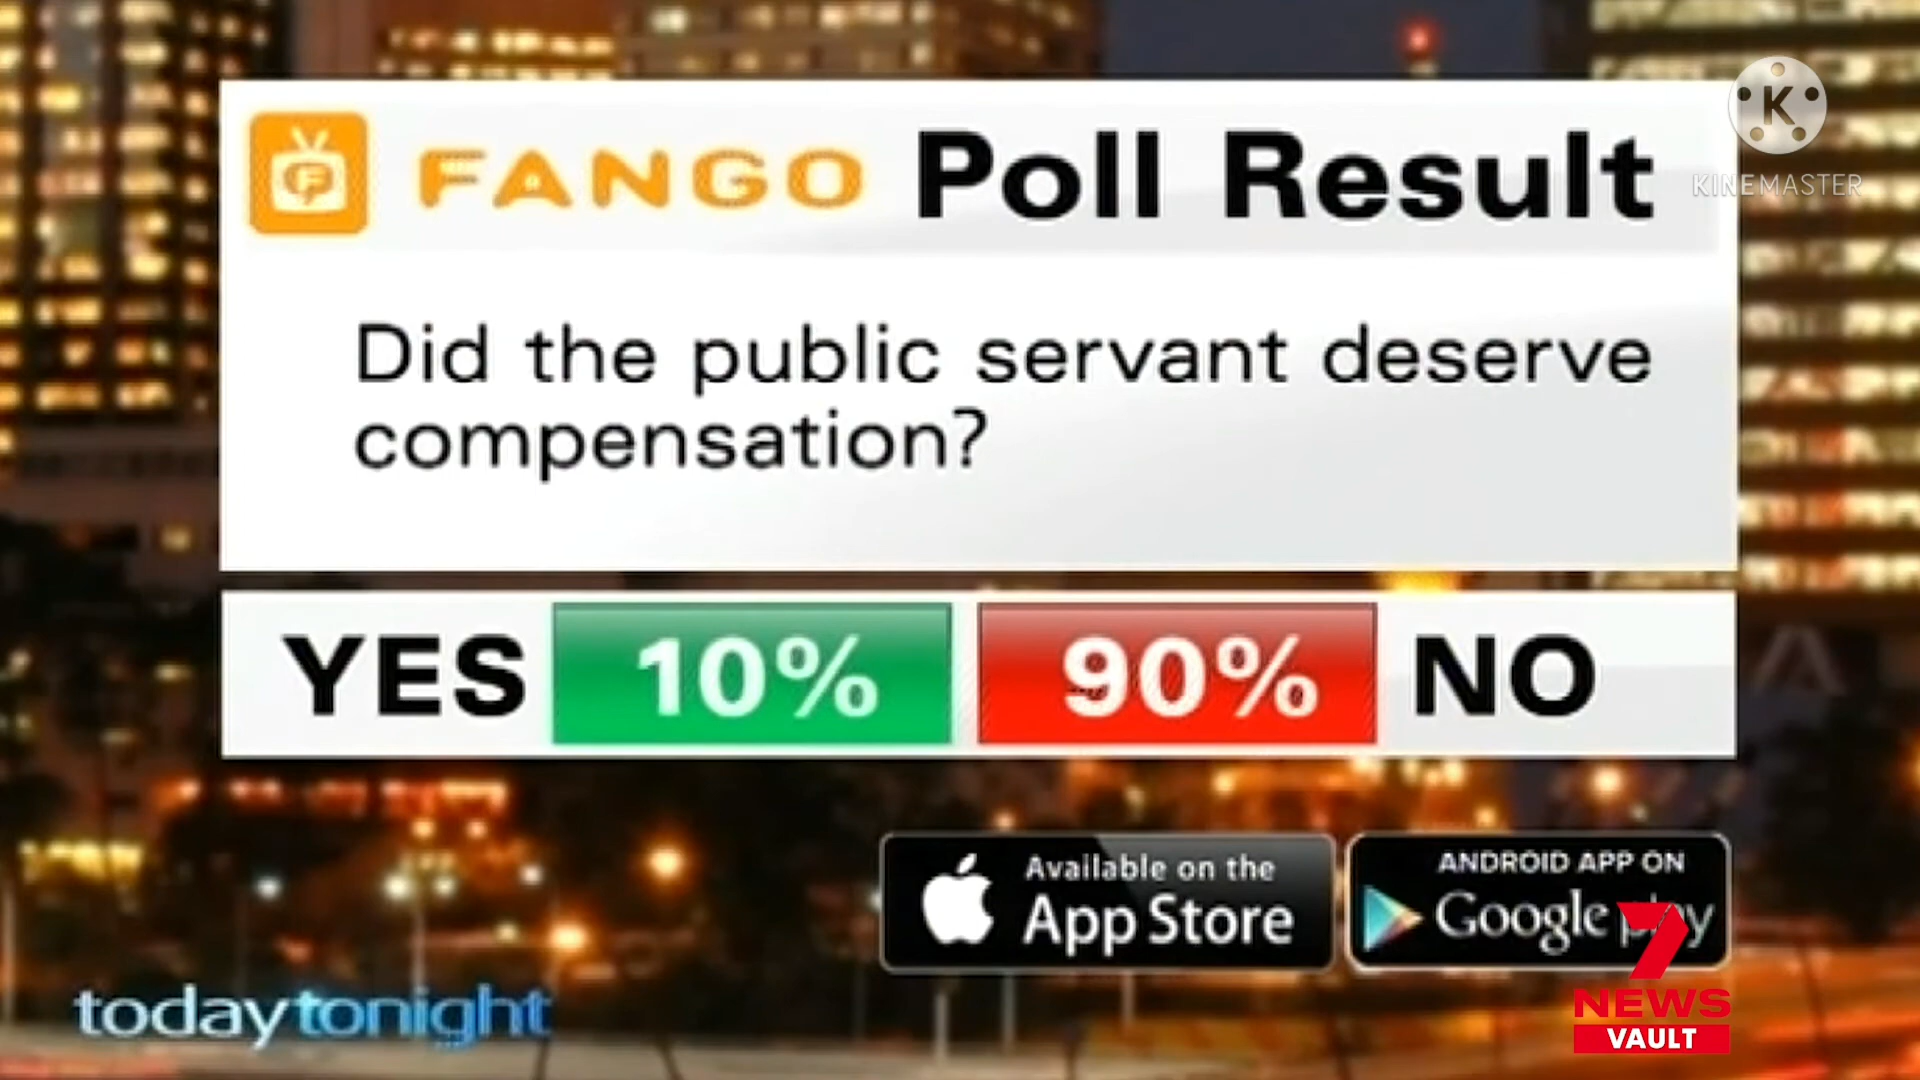 K
KINEMASTER
F
FANGO Poll Result
Did the public servant deserve
compensation?
YES 10% 90% NO
Available on the
App Store
ANDROID APP ON
Google play
todaytonight
7
NEWS
VAULT